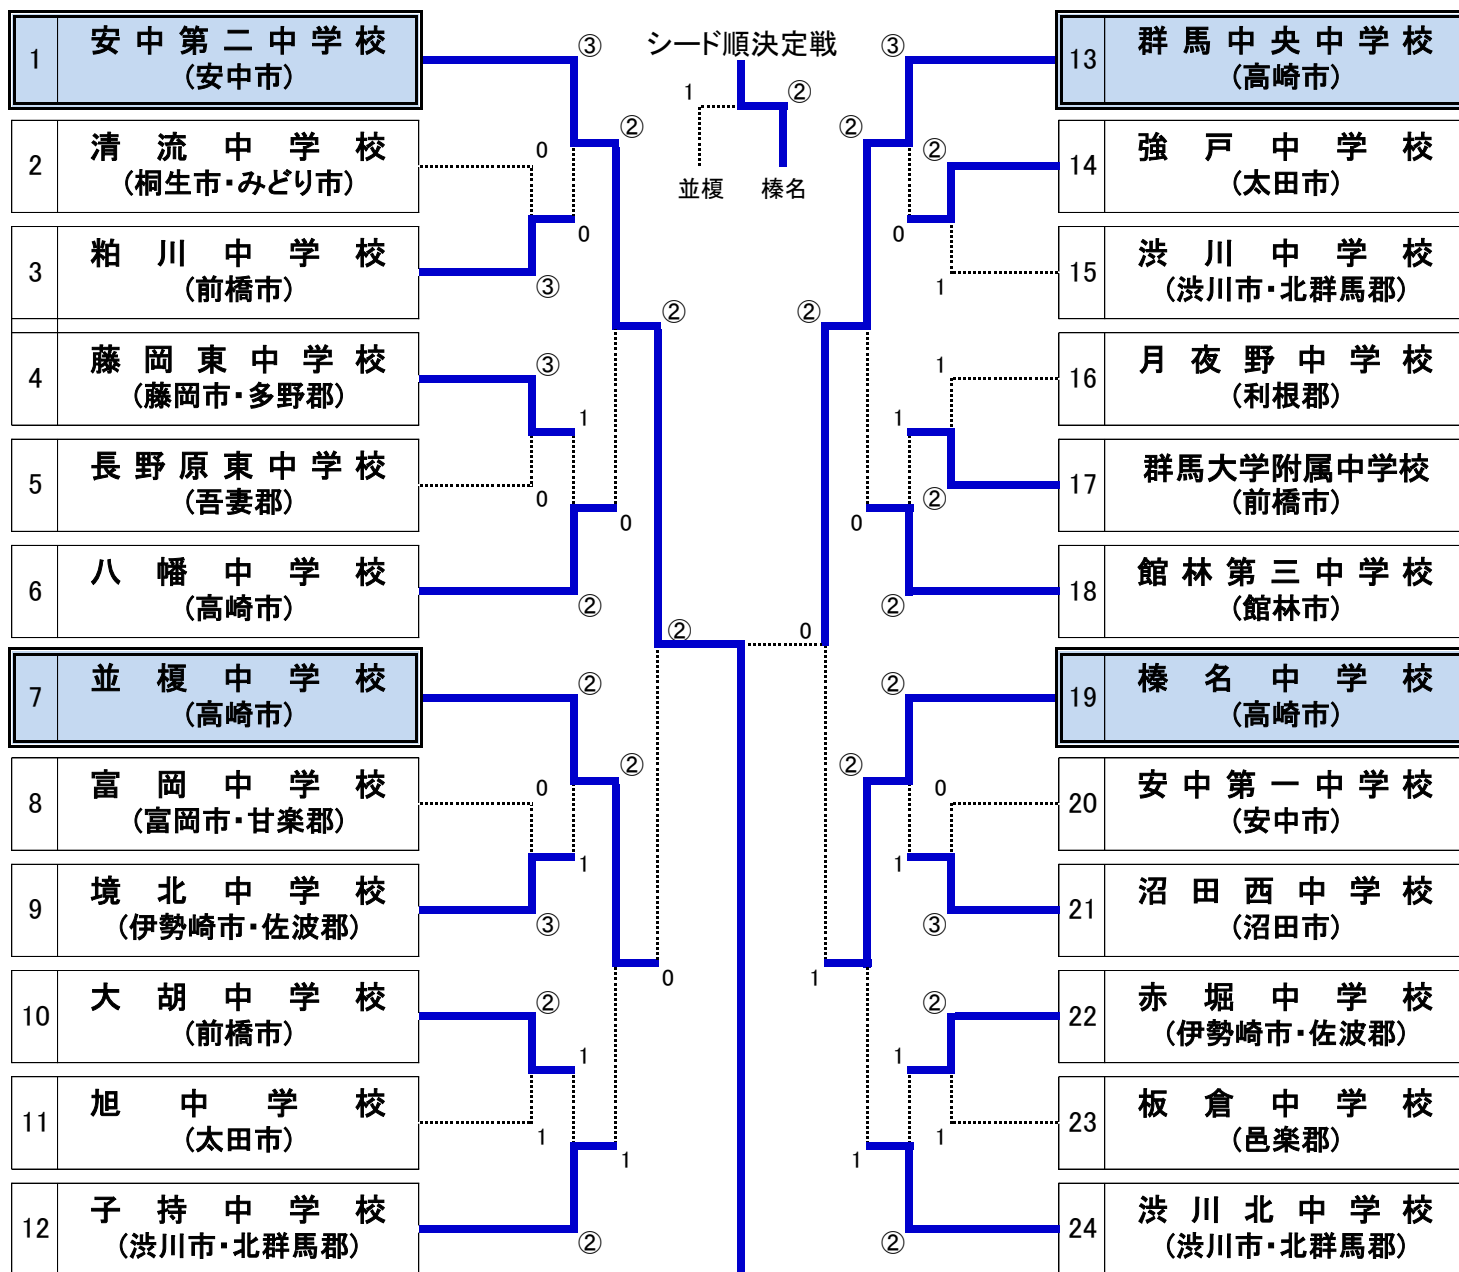 シード順決定戦
1
②
並榎
榛名
1
安中第二中学校
(安中市)
③
②
2
清流中学校
(桐生市・みどり市)
0
0
3
粕川中学校
(前橋市)
③
②
4
藤岡東中学校
(藤岡市・多野郡)
③
1
5
長野原東中学校
(吾妻郡)
0
0
6
八幡中学校
(高崎市)
②
②
7
並榎中学校
(高崎市)
②
②
8
富岡中学校
(富岡市・甘楽郡)
0
1
9
境北中学校
(伊勢崎市・佐波郡)
③
0
10
大胡中学校
(前橋市)
②
1
11
旭中学校
(太田市)
1
1
12
子持中学校
(渋川市・北群馬郡)
②
③
13
群馬中央中学校
(高崎市)
②
②
14
強戸中学校
(太田市)
0
15
渋川中学校
(渋川市・北群馬郡)
1
②
1
16
月夜野中学校
(利根郡)
1
17
群馬大学附属中学校
(前橋市)
②
0
18
館林第三中学校
(館林市)
②
0
19
榛名中学校
(高崎市)
②
②
20
安中第一中学校
(安中市)
0
1
21
沼田西中学校
(沼田市)
③
1
22
赤堀中学校
(伊勢崎市・佐波郡)
②
1
23
板倉中学校
(邑楽郡)
1
1
24
渋川北中学校
(渋川市・北群馬郡)
②